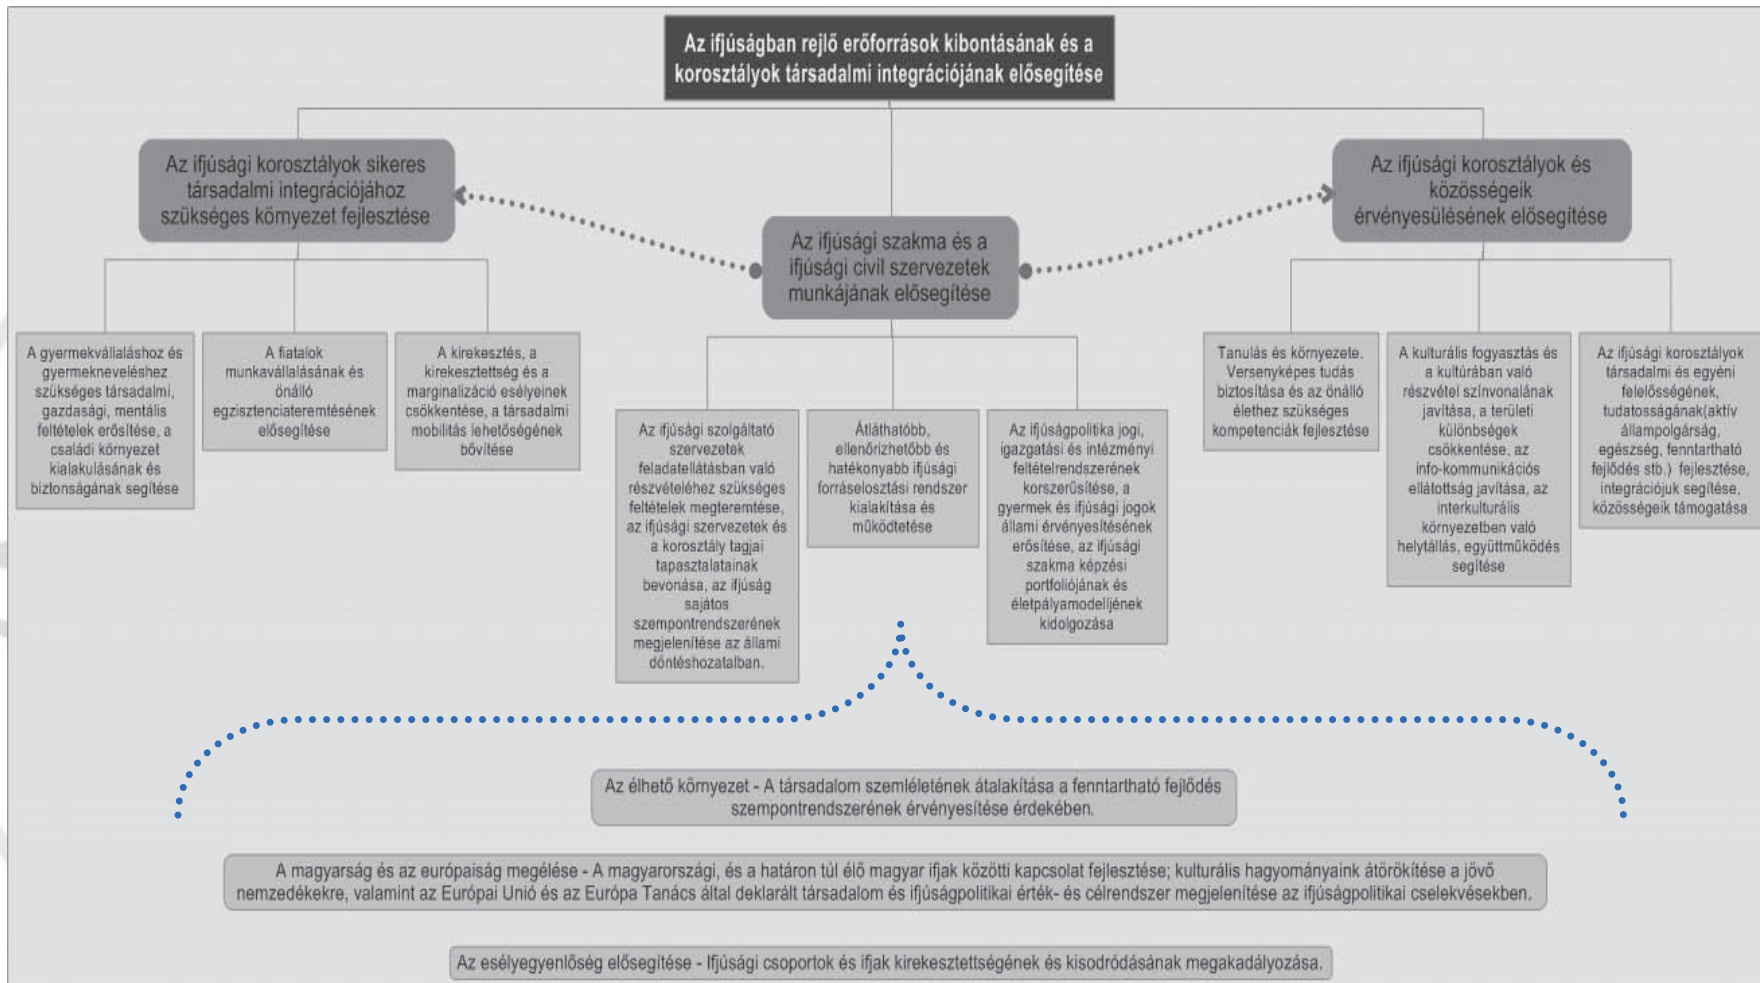 Az ifjúságban rejlő erőforrások kibontásának és a
korosztályok társadalmi integrációjának elősegítése
Az ifjúsági korosztályok sikeres
társadalmi integrációjához
szükséges környezet fejlesztése
Az ifjúsági szakma és a
ifjúsági civil szervezetek
munkájának elősegítése
Az ifjúsági korosztályok és
közösségeik
érvényesülésének elősegítése
A gyermekvállaláshoz és
gyermekneveléshez
szükséges társadalmi,
gazdasági, mentális
feltételek erősítése, a
családi környezet
kialakulásának és
biztonságának segítése
A fiatalok
munkavállalásának és
önálló
egzisztenciateremtésének
elősegítése
A kirekesztés, a
kirekesztettség és a
marginalizáció esélyeinek
csökkentése, a társadalmi
mobilitás lehetőségének
bővítése
Az ifjúsági szolgáltató
szervezetek
feladatellátásban való
részvételéhez szükséges
feltételek megteremtése,
az ifjúsági szervezetek és
a korosztály tagjai
tapasztalatainak
bevonása, az ifjúság
sajátos
szempontrendszerének
megjelenítése az állami
döntéshozatalban.
Átláthatóbb,
ellenőrizhetőbb és
hatékonyabb ifjúsági
forráselosztási rendszer
kialakítása és
működtetése
Az ifjúságpolitika jogi,
igazgatási és intézményi
feltételrendszerének
korszerűsítése, a
gyermek és ifjúsági jogok
állami érvényesítésének
erősítése, az ifjúsági
szakma képzési
portfoliójának és
életpályamodelljének
kidolgozása
Tanulás és környezete.
Versenyképes tudás
biztosítása és az önálló
élethez szükséges
kompetenciák fejlesztése
A kulturális fogyasztás és
a kultúrában való
részvétel színvonalának
javítása, a területi
különbségek
csökkentése, az
info-kommunikációs
ellátottság javítása, az
interkulturális
környezetben való
helytállás, együttműködés
segítése
Az ifjúsági korosztályok
társadalmi és egyéni
felelősségének,
tudatosságának(aktív
állampolgárság,
egészség, fenntartható
fejlődés stb.) fejlesztése,
integrációjuk segítése,
közösségeik támogatása
Az élhető környezet - A társadalom szemléletének átalakítása a fenntartható fejlődés
szempontrendszerének érvényesítése érdekében.
A magyarság és az európaiság megélése - A magyarországi, és a határon túl élő magyar ifjak közötti kapcsolat fejlesztése; kulturális hagyományaink átörökítése a jövő
nemzedékekre, valamint az Európai Unió és az Európa Tanács által deklarált társadalom és ifjúságpolitikai érték- és célrendszer megjelenítése az ifjúságpolitikai cselekvésekben.
Az esélyegyenlőség elősegítése - Ifjúsági csoportok és ifjak kirekesztettségének és kisodródásának megakadályozása.